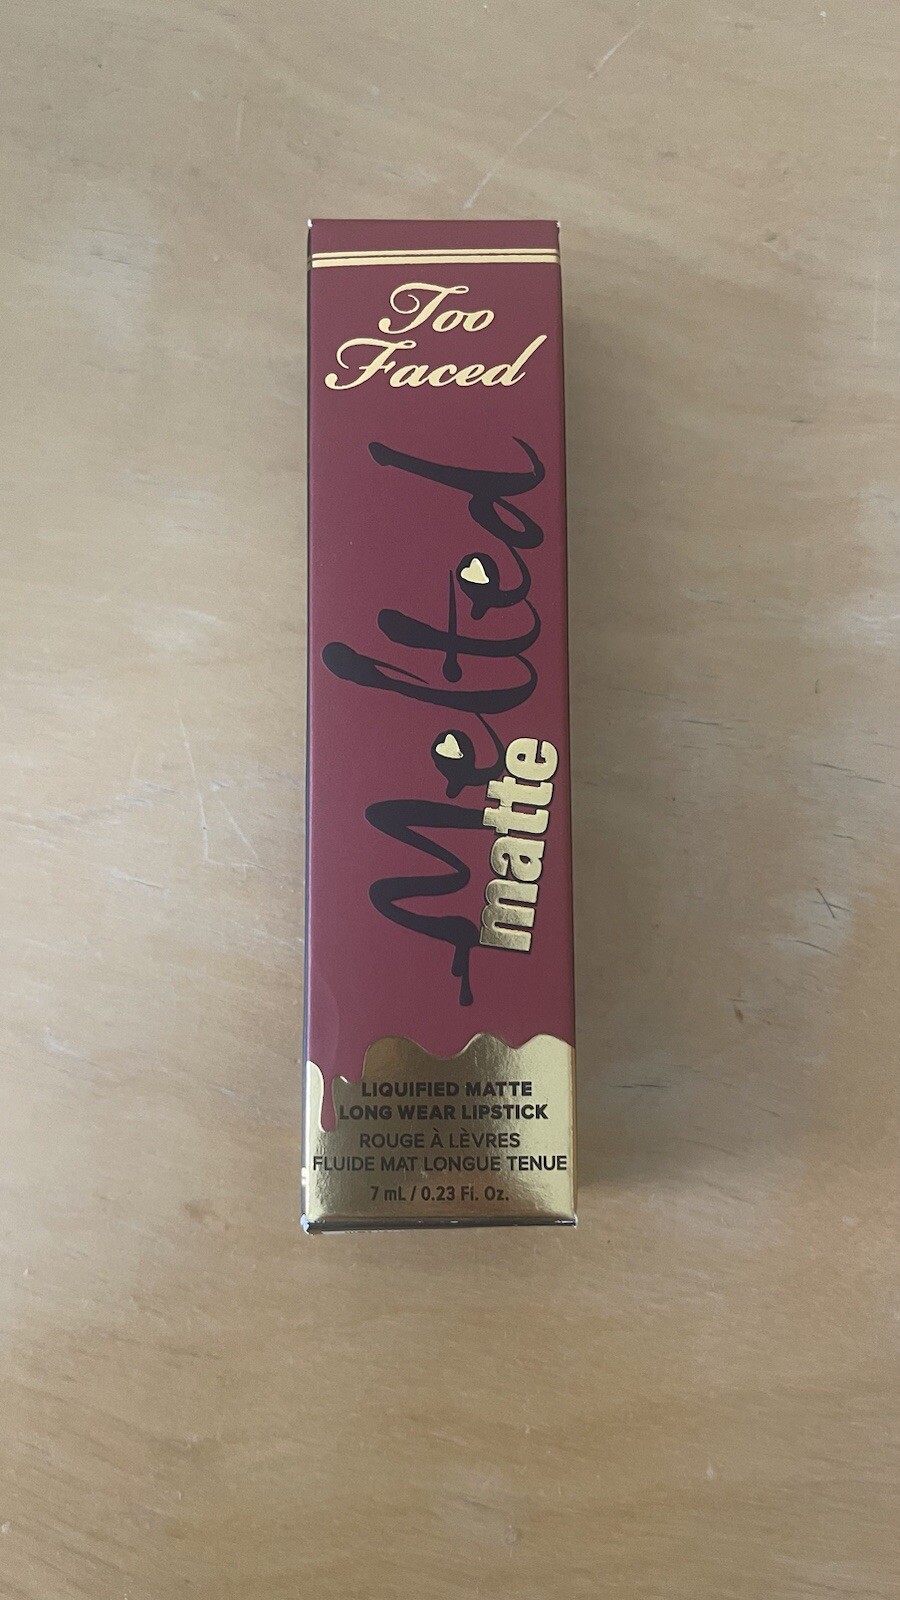 Too
Faced
Melted
matte
LIQUIFIED MATTE
LONG WEAR LIPSTICK
ROUGE À LÈVRES
FLUIDE MAT LONGUE TENUE
7 mL / 0.23 Fl. Oz.